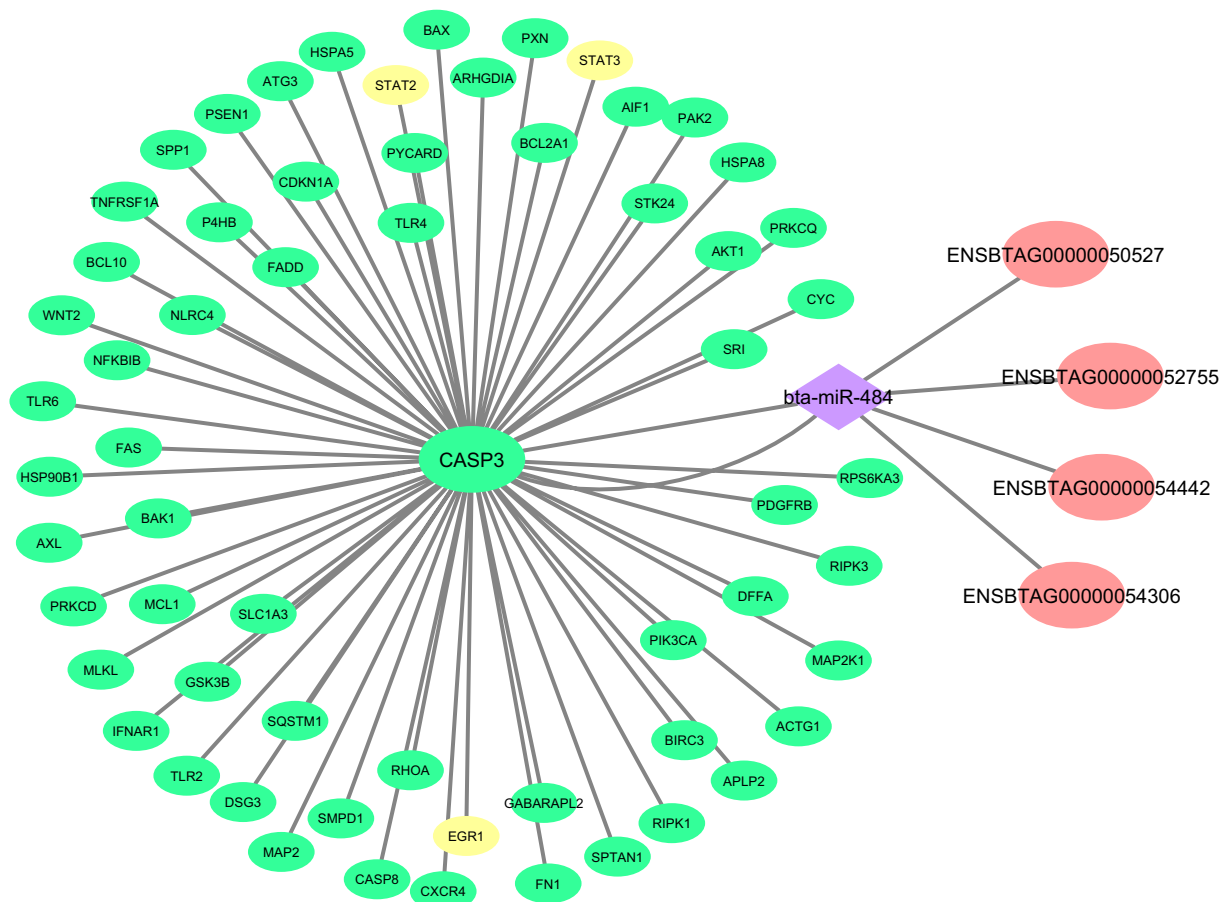 BAX
PXN
HSPA5
STAT3
ATG3
STAT2
ARHGDIA
PSEN1
AIF1
PAK2
SPP1
PYCARD
BCL2A1
HSPA8
CDKN1A
TNFRSF1A
STK24
P4HB
TLR4
PRKCQ
BCL10
FADD
AKT1
ENSBTAG00000050527
CYC
WNT2
NLRC4
SRI
NFKBIB
ENSBTAG00000052755
bta-miR-484
TLR6
FAS
CASP3
HSP90B1
RPS6KA3
ENSBTAG00000054442
PDGFRB
BAK1
AXL
RIPK3
DFFA
ENSBTAG00000054306
PRKCD
MCL1
SLC1A3
PIK3CA
MAP2K1
MLKL
GSK3B
IFNAR1
SQSTM1
ACTG1
BIRC3
TLR2
RHOA
APLP2
DSG3
GABARAPL2
SMPD1
RIPK1
EGR1
MAP2
SPTAN1
CASP8
FN1
CXCR4